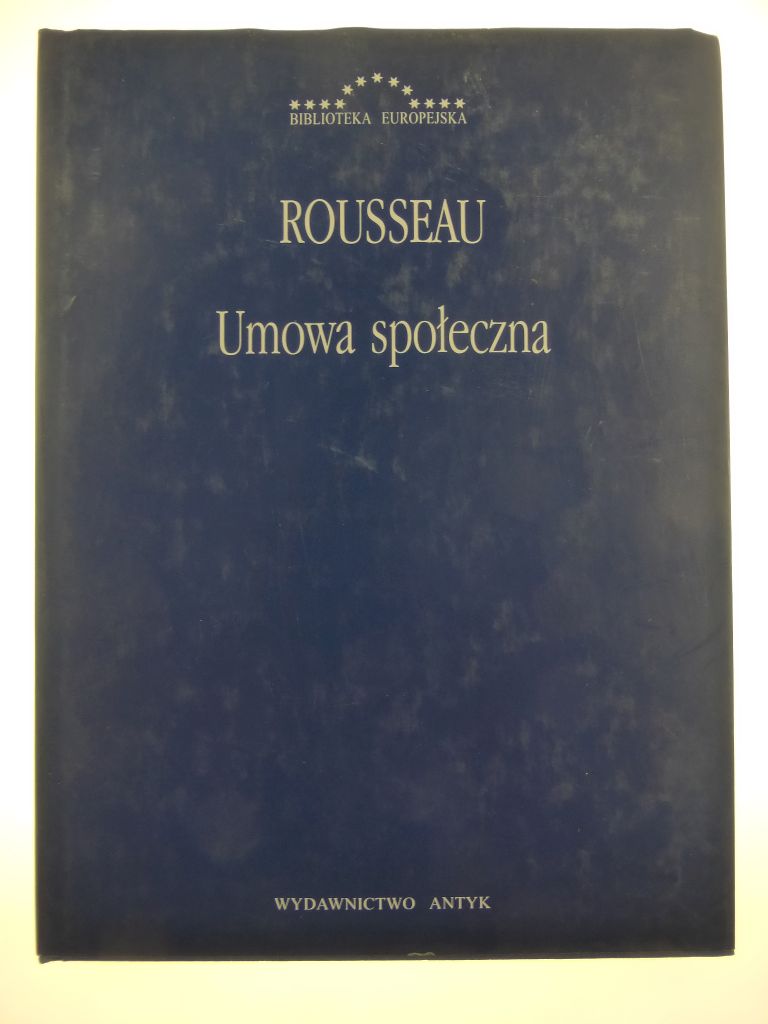 BIBLIOTEKA EUROPEJSKA
ROUSSEAU
Umowa społeczna
WYDAWNICTWO ANTYK